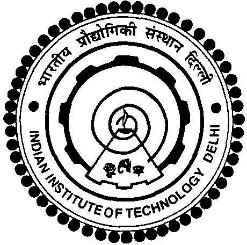 भारतीय प्रौद्योगिकी संस्थान दिल्ली
INDIAN INSTITUTE OF TECHNOLOGY DELHI